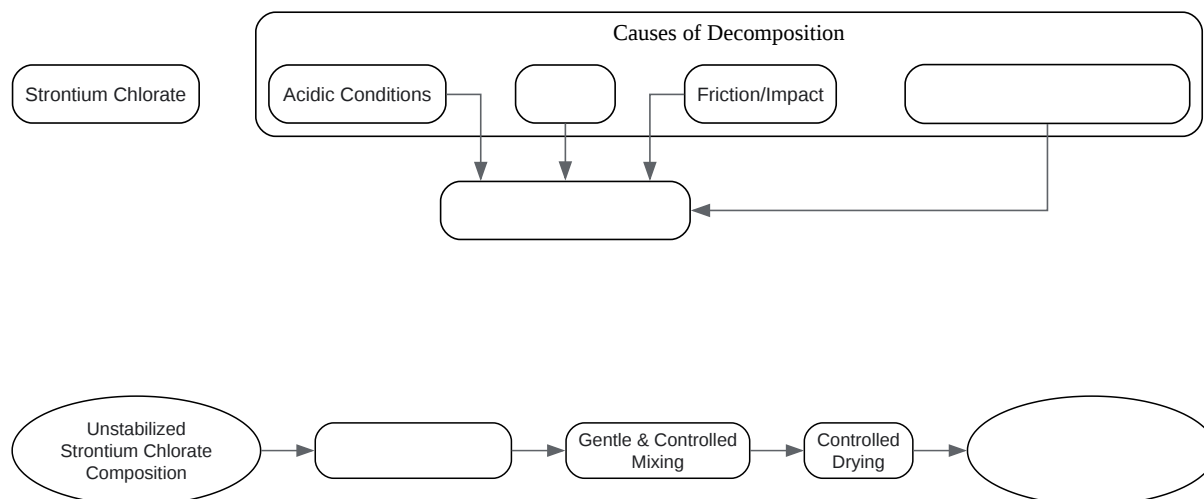 Causes of Decomposition
Strontium Chlorate
Acidic Conditions
Friction/Impact
Unstabilized
Strontium Chlorate
Composition
Gentle & Controlled
Mixing
Controlled
Drying